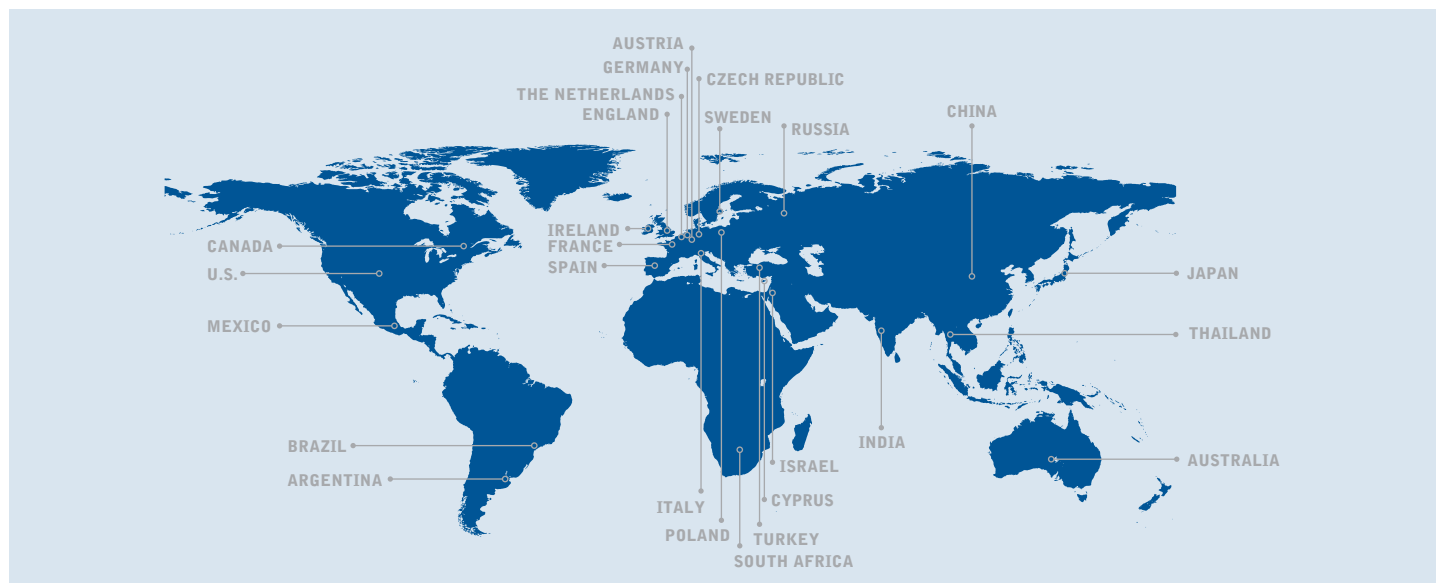 AUSTRIA
GERMANY
CZECH REPUBLIC
THE NETHERLANDS
ENGLAND
SWEDEN
RUSSIA
CHINA
IRELAND
FRANCE
SPAIN
CANADA
U.S.
MEXICO
JAPAN
THAILAND
BRAZIL
ARGENTINA
INDIA
AUSTRALIA
ISRAEL
CYPRUS
ITALY
POLAND
TURKEY
SOUTH AFRICA